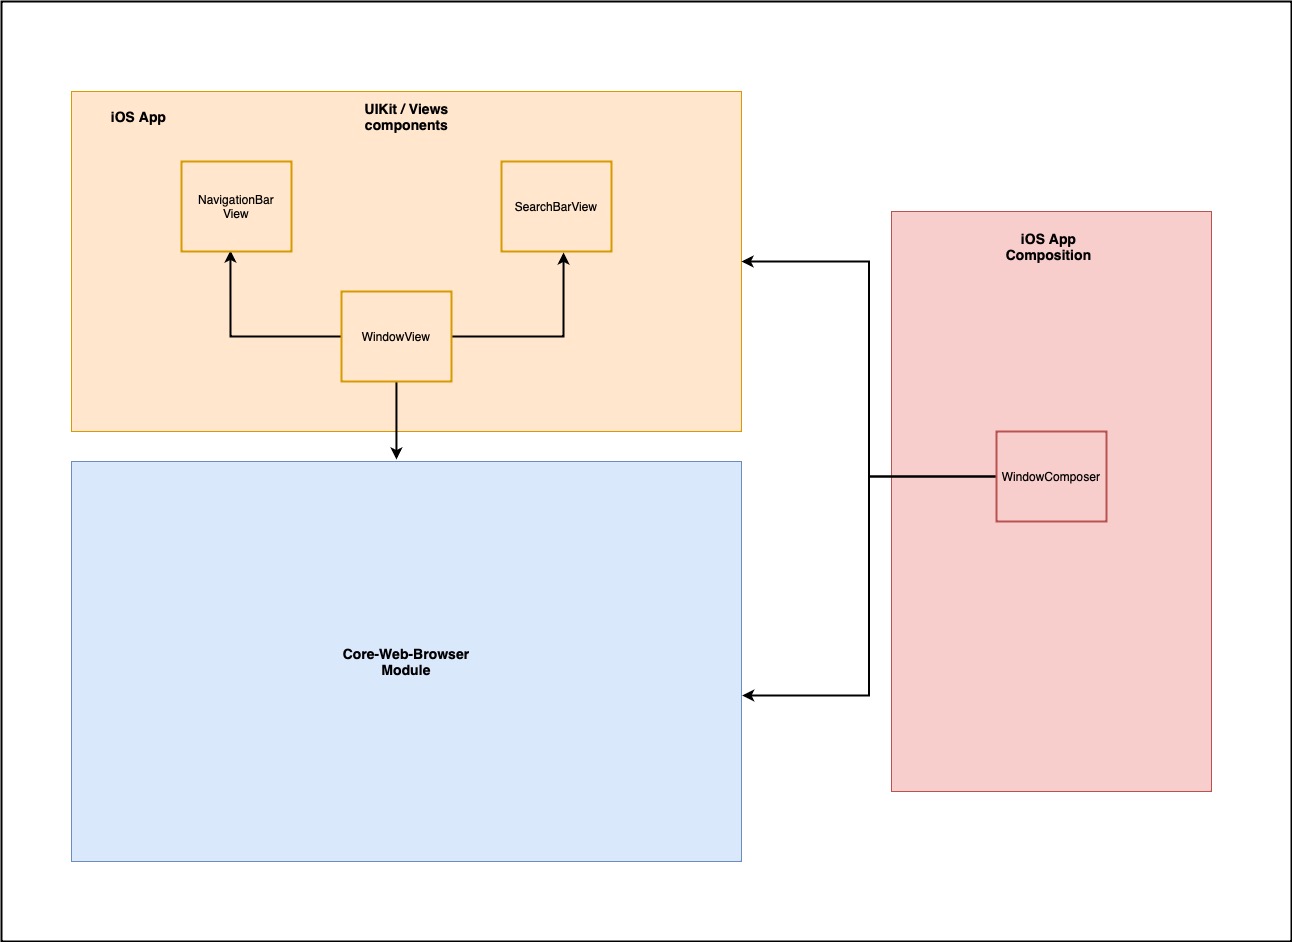 iOS App
UIKit / Views
components
NavigationBar
View
SearchBarView
WindowView
iOS App
Composition
WindowComposer
Core-Web-Browser
Module